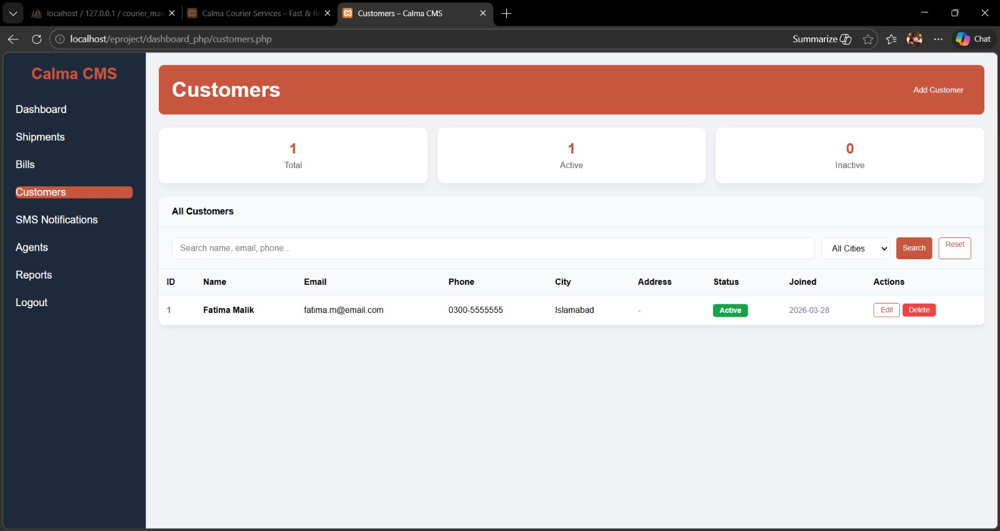 localhost / 127.0.0.1 / courier_man
Calma Courier Services – Fast & Re
Customers – Calma CMS
localhost/eproject/dashboard_php/customers.php
Summarize
Chat
Calma CMS
Dashboard
Shipments
Bills
Customers
SMS Notifications
Agents
Reports
Logout
Customers
Add Customer
1
Total
1
Active
0
Inactive
All Customers
Search name, email, phone...
All Cities
Search
Reset
ID Name Email Phone City Address Status Joined Actions
1 Fatima Malik fatima.m@email.com 0300-5555555 Islamabad - Active 2026-03-28 Edit Delete